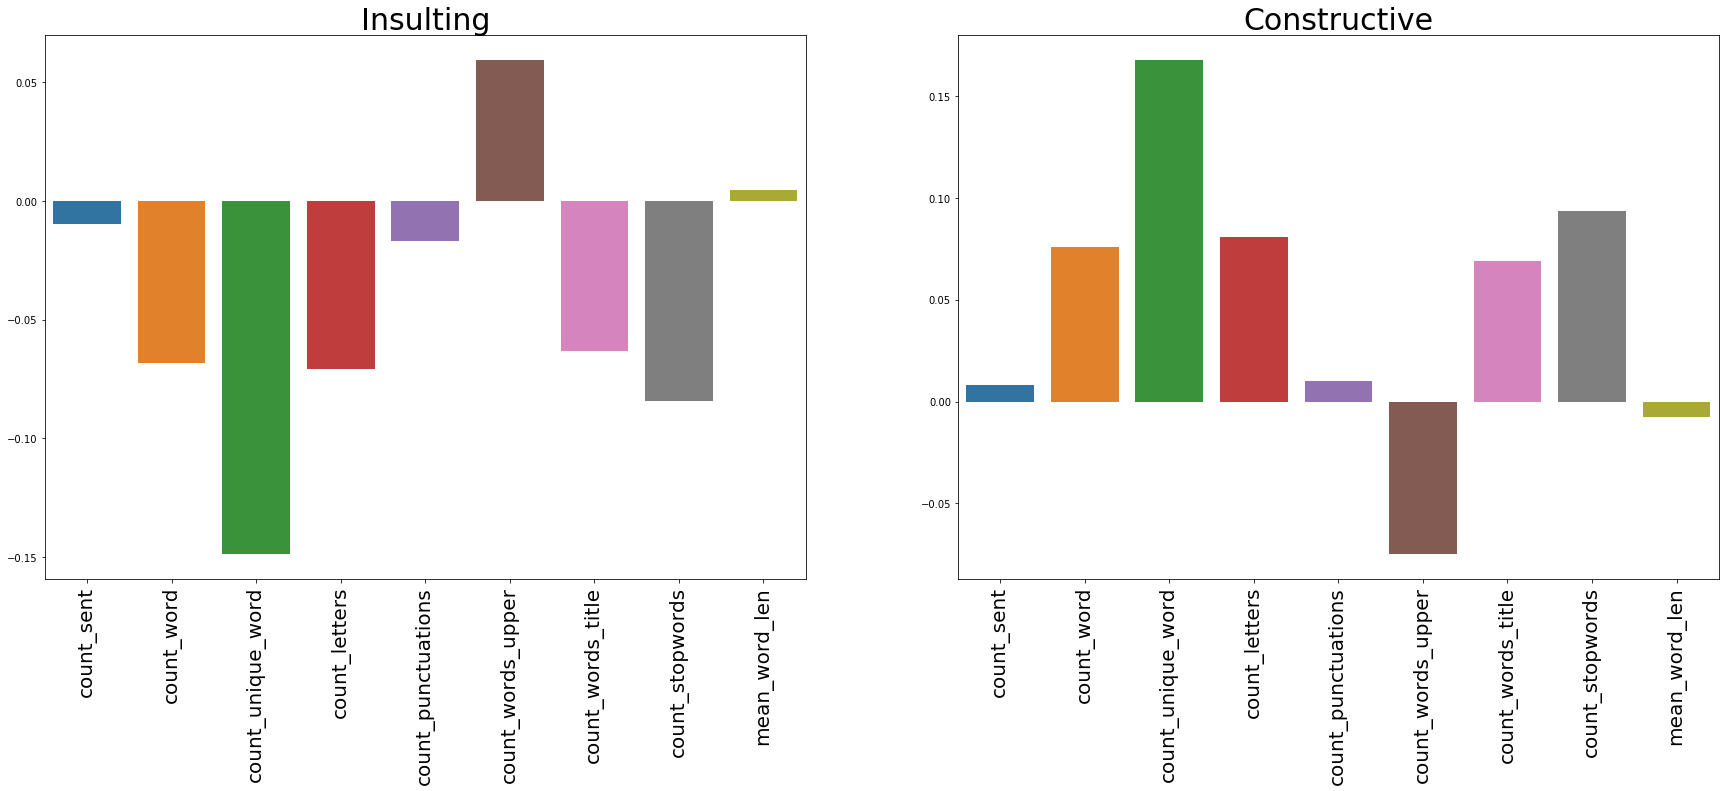 Insulting
0.05
0.00
−0.05
−0.10
−0.15
count_sent
count_word
count_unique_word
count_letters
count_punctuations
count_words_upper
count_words_title
count_stopwords
mean_word_len
Constructive
0.15
0.10
0.05
0.00
−0.05
count_sent
count_word
count_unique_word
count_letters
count_punctuations
count_words_upper
count_words_title
count_stopwords
mean_word_len